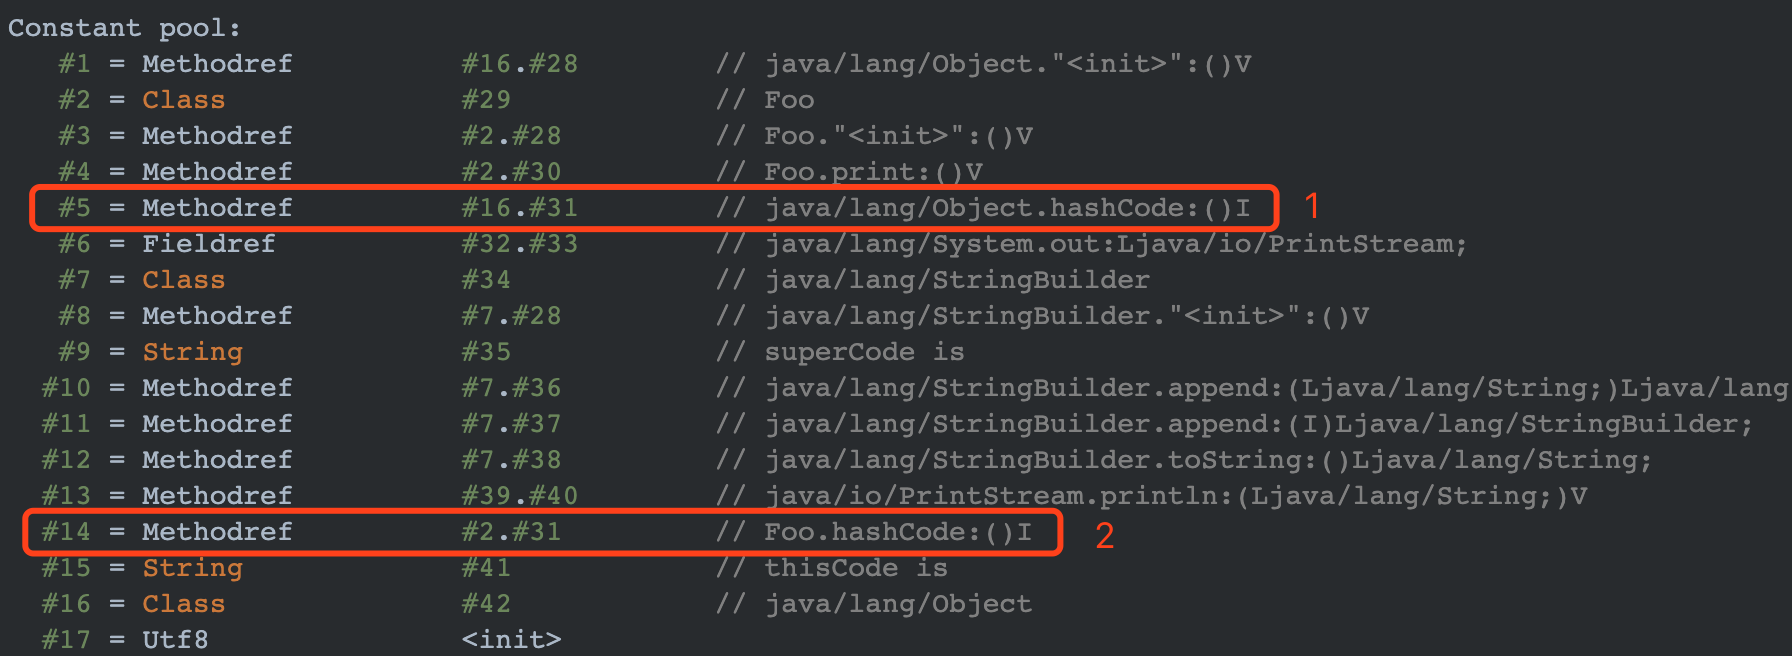 Constant pool:
#1 = Methodref #16.#28 // java/lang/Object."<init>":()V
#2 = Class #29 // Foo
#3 = Methodref #2.#28 // Foo."<init>":()V
#4 = Methodref #2.#30 // Foo.print:()V
#5 = Methodref #16.#31 // java/lang/Object.hashCode:()I 1
#6 = Fieldref #32.#33 // java/lang/System.out:Ljava/io/PrintStream;
#7 = Class #34 // java/lang/StringBuilder
#8 = Methodref #7.#28 // java/lang/StringBuilder."<init>":()V
#9 = String #35 // superCode is
#10 = Methodref #7.#36 // java/lang/StringBuilder.append:(Ljava/lang/String;)Ljava/lang
#11 = Methodref #7.#37 // java/lang/StringBuilder.append:(I)Ljava/lang/StringBuilder;
#12 = Methodref #7.#38 // java/lang/StringBuilder.toString:()Ljava/lang/String;
#13 = Methodref #39.#40 // java/io/PrintStream.println:(Ljava/lang/String;)V
#14 = Methodref #2.#31 // Foo.hashCode:()I 2
#15 = String #41 // thisCode is
#16 = Class #42 // java/lang/Object
#17 = Utf8 <init>